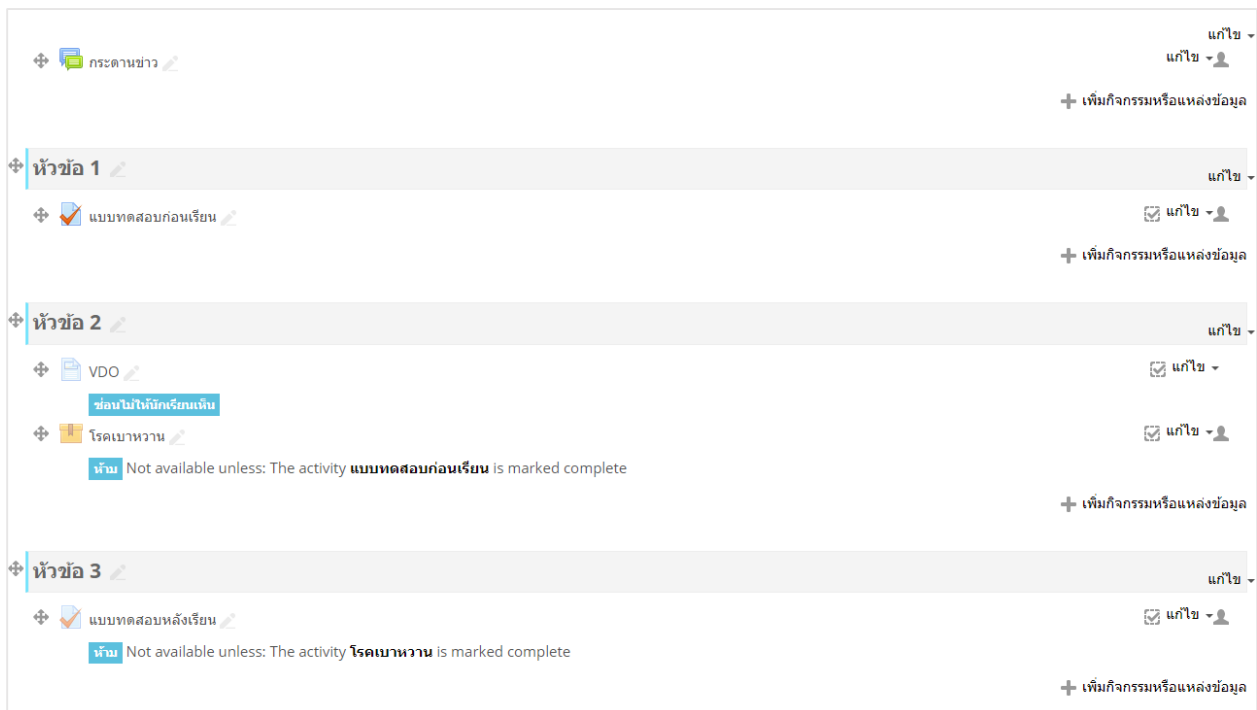 แก้ไข
กระดานข่าว แก้ไข
เพิ่มกิจกรรมหรือแหล่งข้อมูล
หัวข้อ 1
แก้ไข
แบบทดสอบก่อนเรียน แก้ไข
เพิ่มกิจกรรมหรือแหล่งข้อมูล
หัวข้อ 2
แก้ไข
VDO แก้ไข
ซ่อนไม่ให้นักเรียนเห็น
โรคเบาหวาน แก้ไข
ห้าม Not available unless: The activity แบบทดสอบก่อนเรียน is marked complete
เพิ่มกิจกรรมหรือแหล่งข้อมูล
หัวข้อ 3
แก้ไข
แบบทดสอบหลังเรียน แก้ไข
ห้าม Not available unless: The activity โรคเบาหวาน is marked complete
เพิ่มกิจกรรมหรือแหล่งข้อมูล